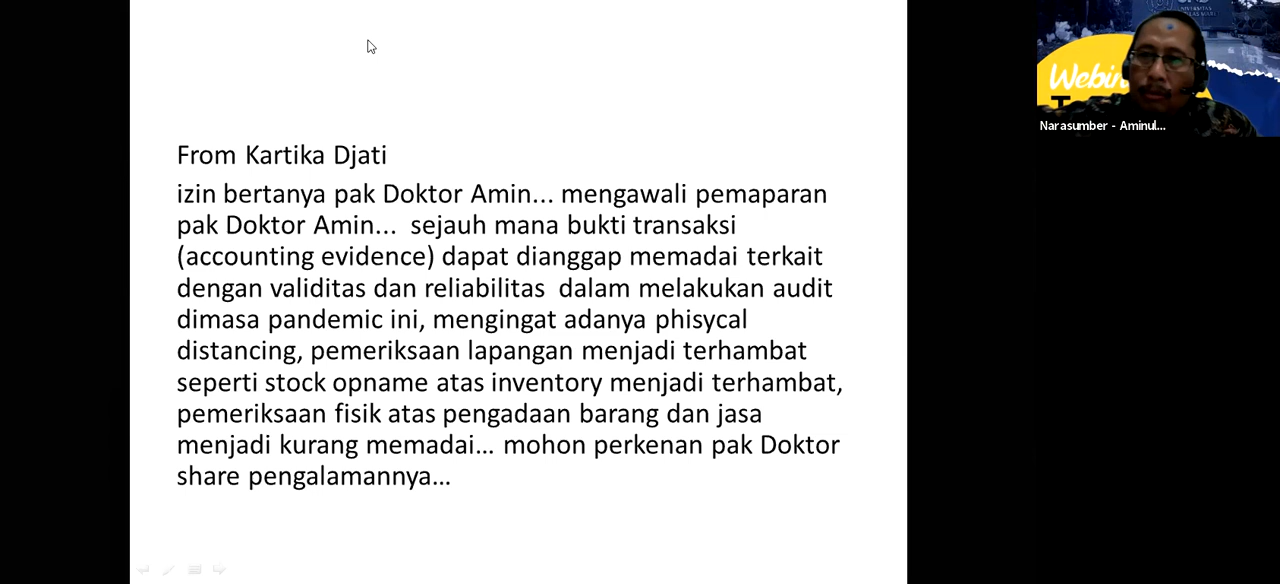 From Kartika Djati
izin bertanya pak Doktor Amin... mengawali pemaparan
pak Doktor Amin... sejauh mana bukti transaksi
(accounting evidence) dapat dianggap memadai terkait
dengan validitas dan reliabilitas dalam melakukan audit
dimasa pandemic ini, mengingat adanya phisycal
distancing, pemeriksaan lapangan menjadi terhambat
seperti stock opname atas inventory menjadi terhambat,
pemeriksaan fisik atas pengadaan barang dan jasa
menjadi kurang memadai... mohon perkenan pak Doktor
share pengalamannya...
Narasumber - Aminul...